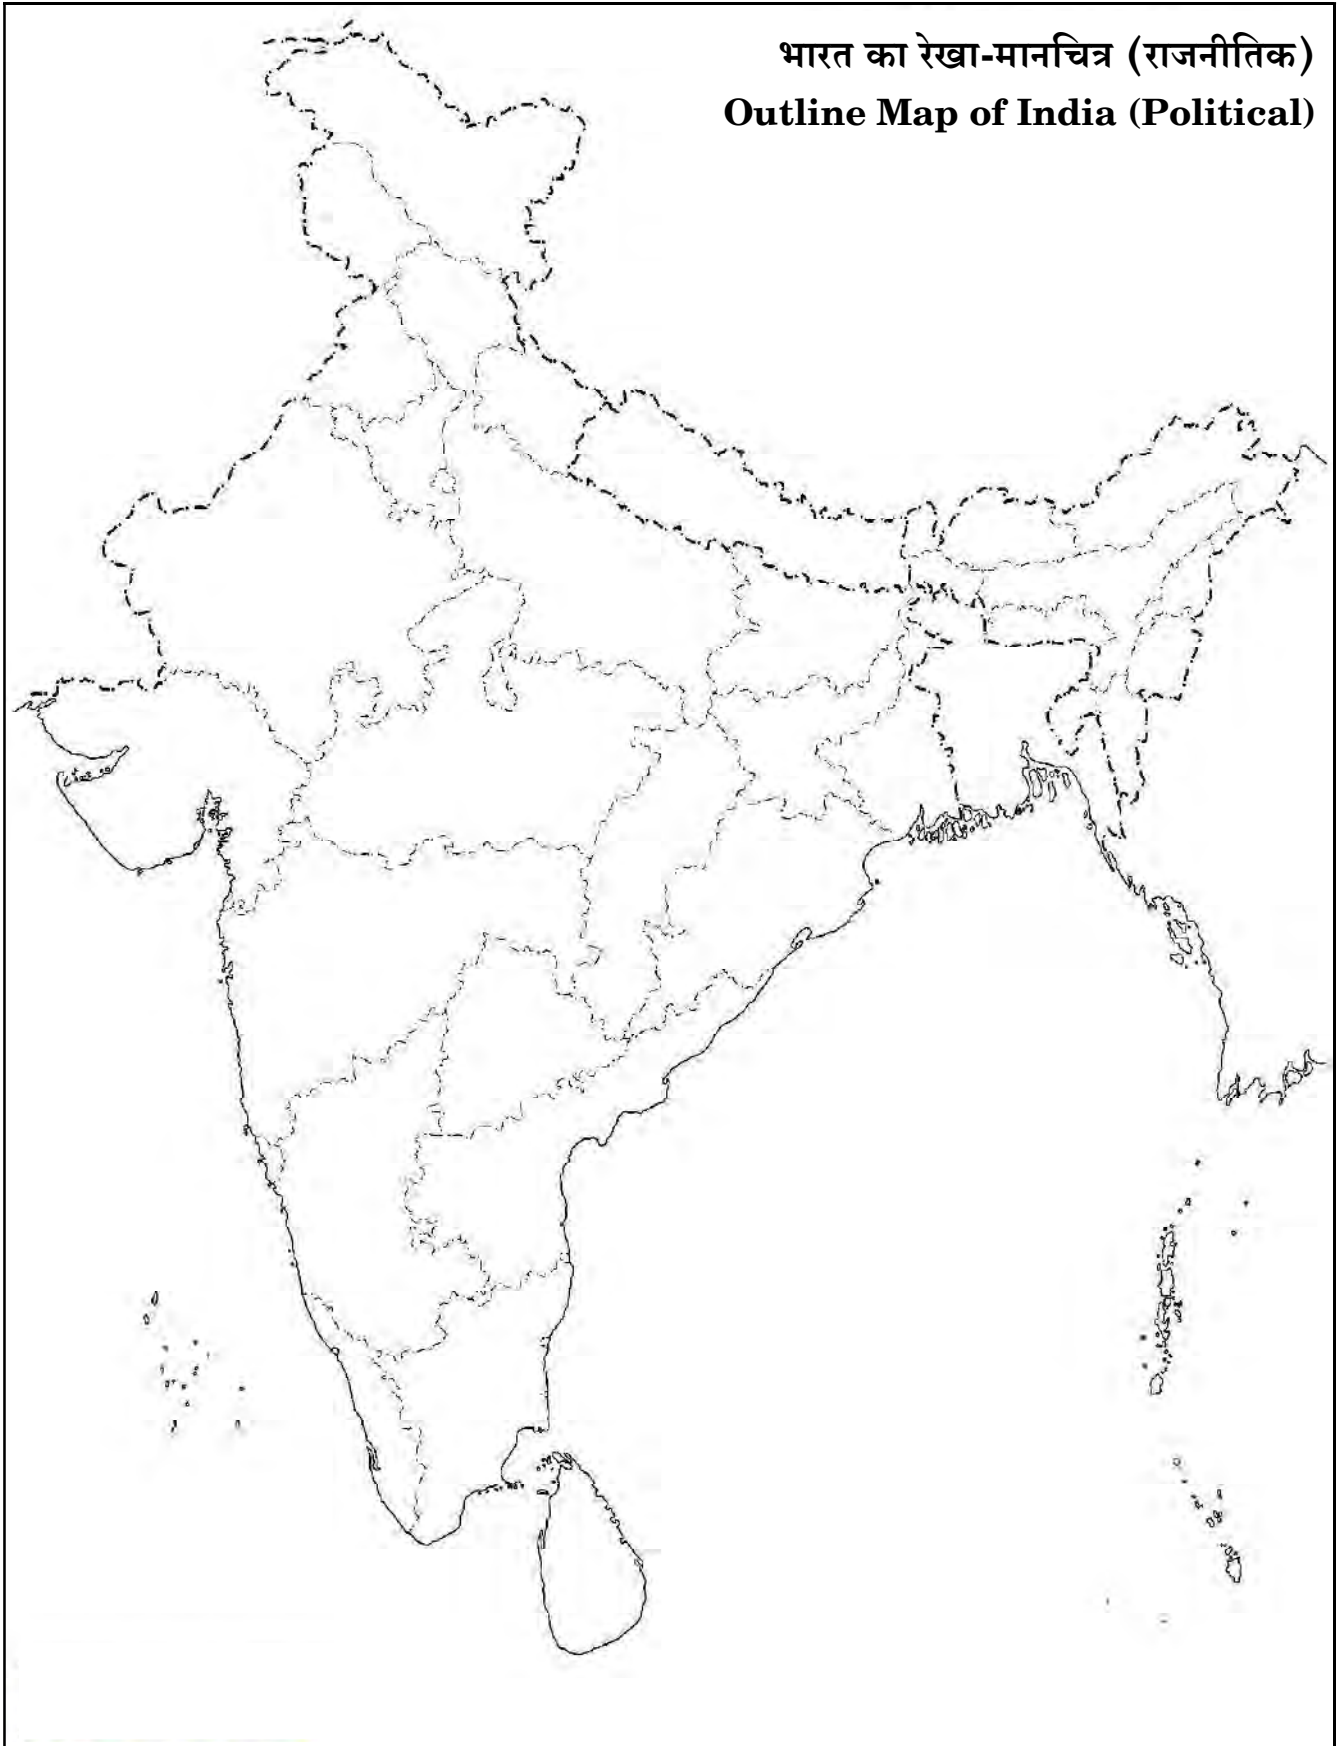 भारत का रेखा-मानचित्र (राजनीतिक)
Outline Map of India (Political)